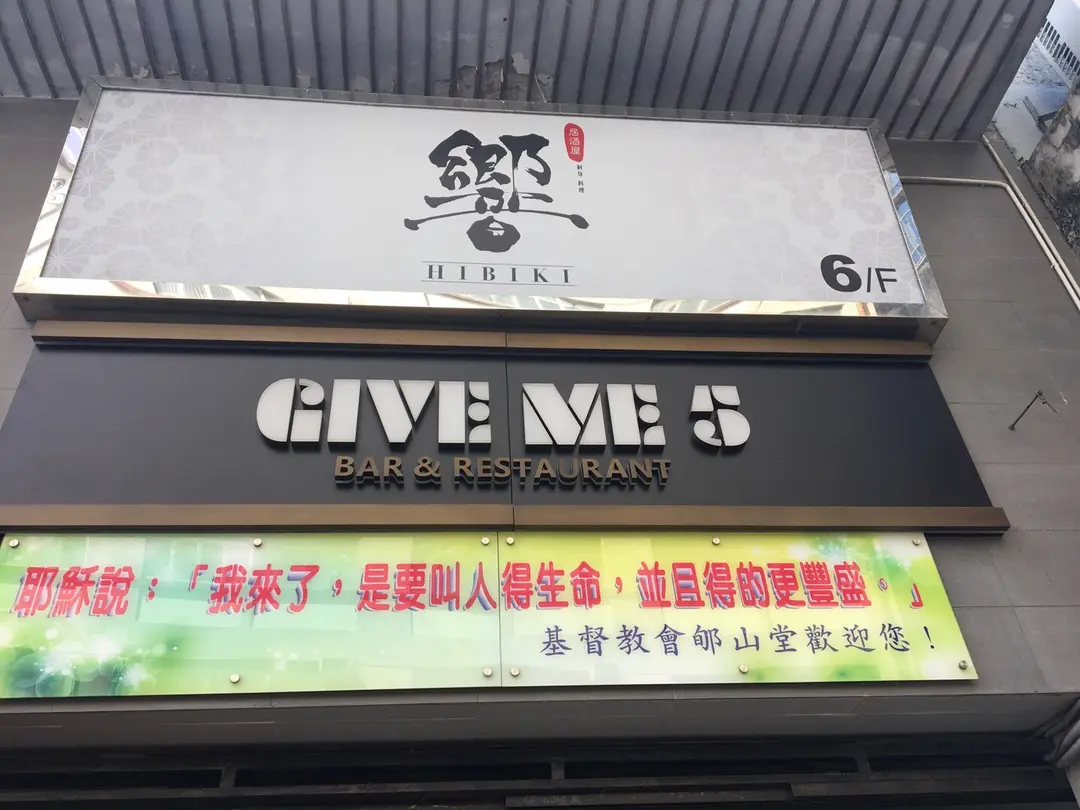 響
居酒屋
刺身 料理
HIBIKI
6/F
GIVE ME 5
BAR & RESTAURANT
耶穌說：「我來了，是要叫人得生命，並且得的更豐盛。」
基督教會邮山堂歡迎您！